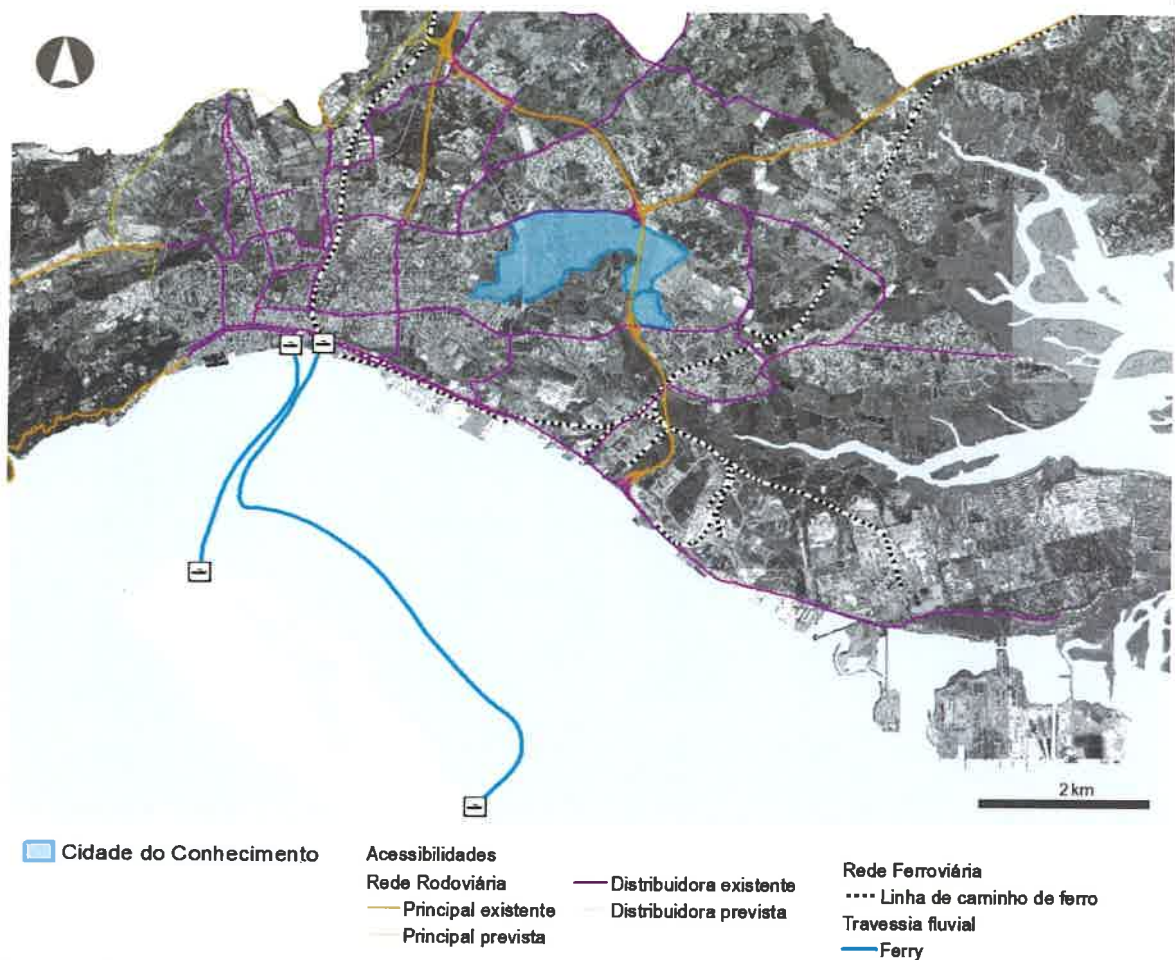 2 km
Cidade do Conhecimento
Acessibilidades
Rede Rodoviária
Principal existente
Principal prevista
Distribuidora existente
Distribuidora prevista
Rede Ferroviária
Linha de caminho de ferro
Travessia fluvial
Ferry